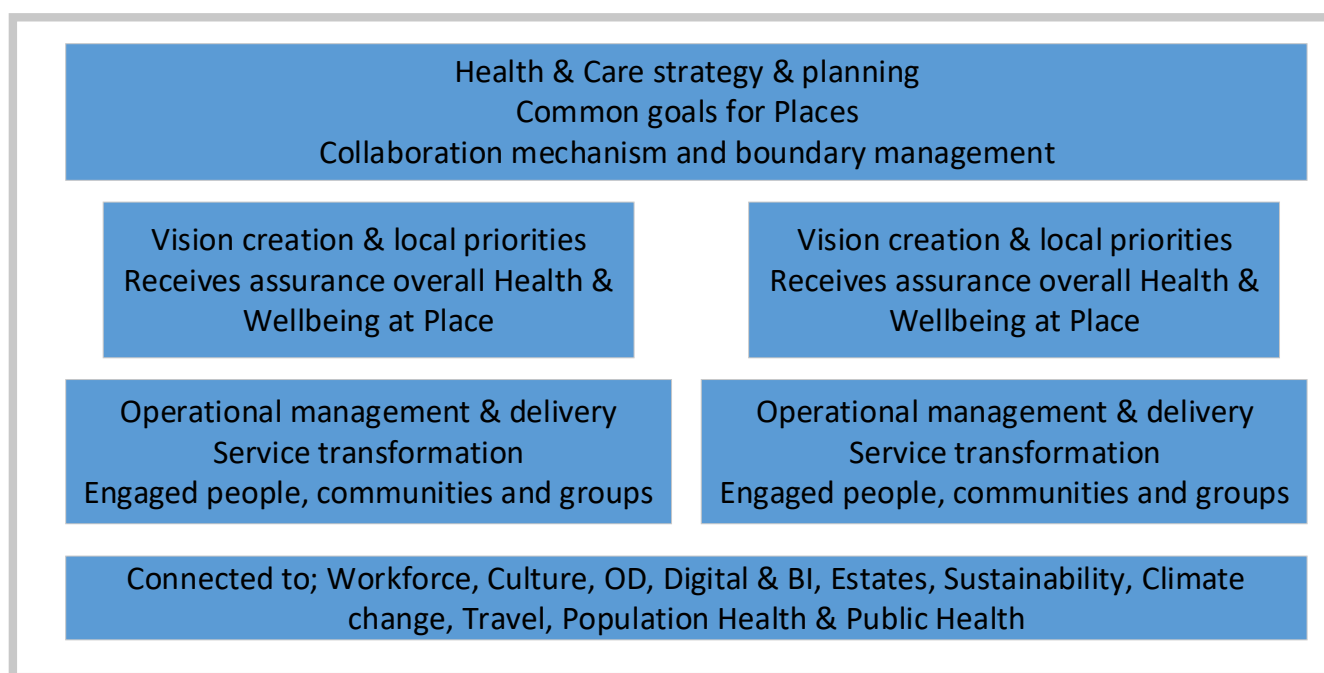 Health & Care strategy & planning
Common goals for Places
Collaboration mechanism and boundary management
Vision creation & local priorities
Receives assurance overall Health &
Wellbeing at Place
Vision creation & local priorities
Receives assurance overall Health &
Wellbeing at Place
Operational management & delivery
Service transformation
Engaged people, communities and groups
Operational management & delivery
Service transformation
Engaged people, communities and groups
Connected to; Workforce, Culture, OD, Digital & BI, Estates, Sustainability, Climate
change, Travel, Population Health & Public Health